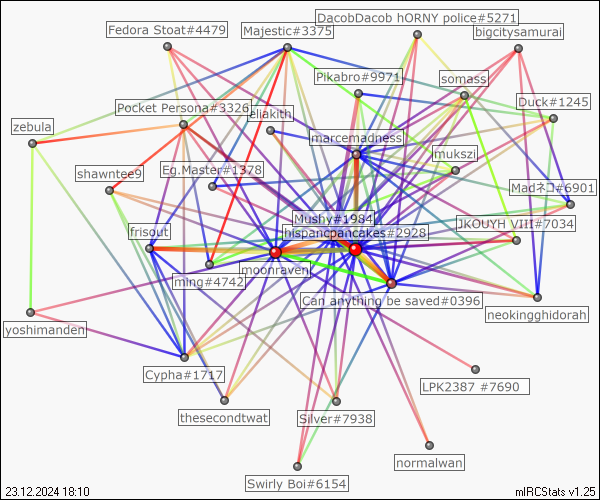 DacobDacob hORNY police#5271
Fedora Stoat#4479
Majestic#3375
bigcitysamurai
Pikabro#9971
somass
Pocket Persona#3326
eliakith
Duck#1245
zebula
marcemadness
mukszi
shawntee9
Eg.Master#1378
Madネコ#6901
Mushy#1984
JKOUYH VIII#7034
frisout
hispancpancakes#2928
moonraven
ming#4742
Can anything be saved#0396
neokingghidorah
yoshimanden
Cypha#1717
LPK2387 #7690
thesecondtwat
Silver#7938
normalwan
Swirly Boi#6154
23.12.2024 18:10
mIRCStats v1.25